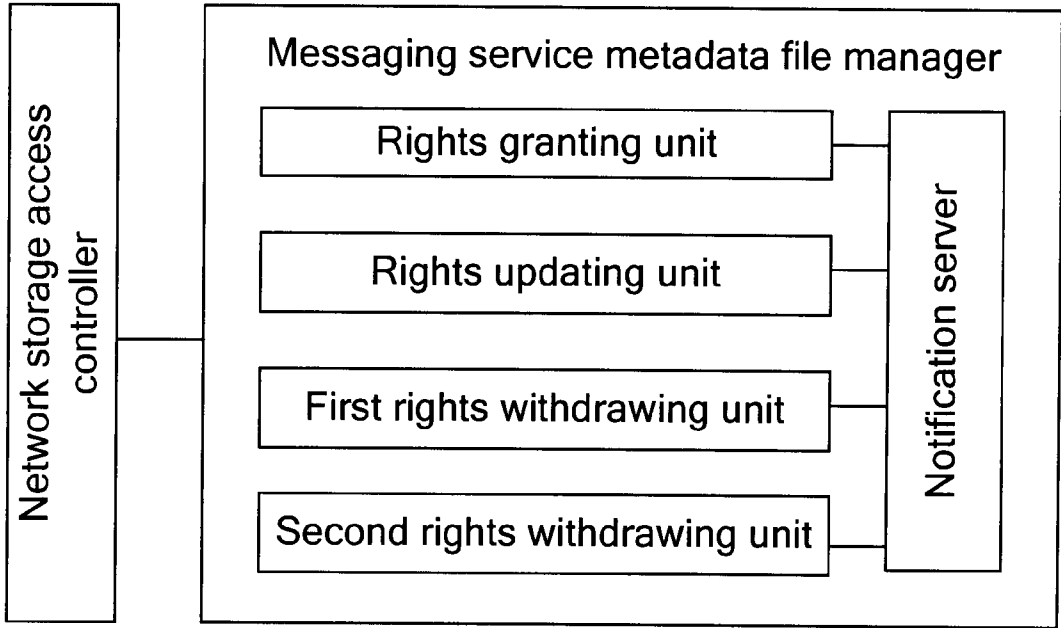 Network storage access
controller
Messaging service metadata file manager
Rights granting unit
Rights updating unit
First rights withdrawing unit
Second rights withdrawing unit
Notification server